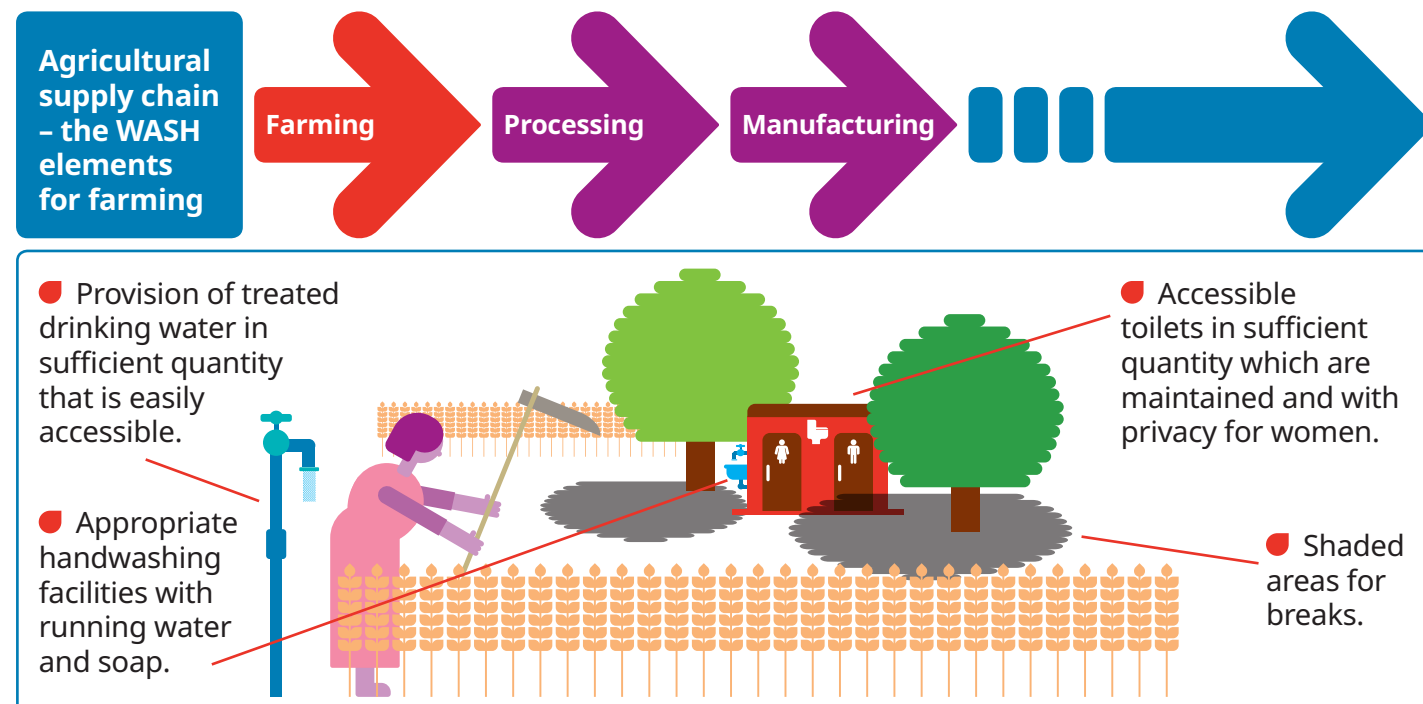 Agricultural
supply chain
– the WASH
elements
for farming
Farming
Processing
Manufacturing
Provision of treated
drinking water in
sufficient quantity
that is easily
accessible.
Appropriate
handwashing
facilities with
running water
and soap.
Accessible
toilets in sufficient
quantity which are
maintained and with
privacy for women.
Shaded
areas for
breaks.